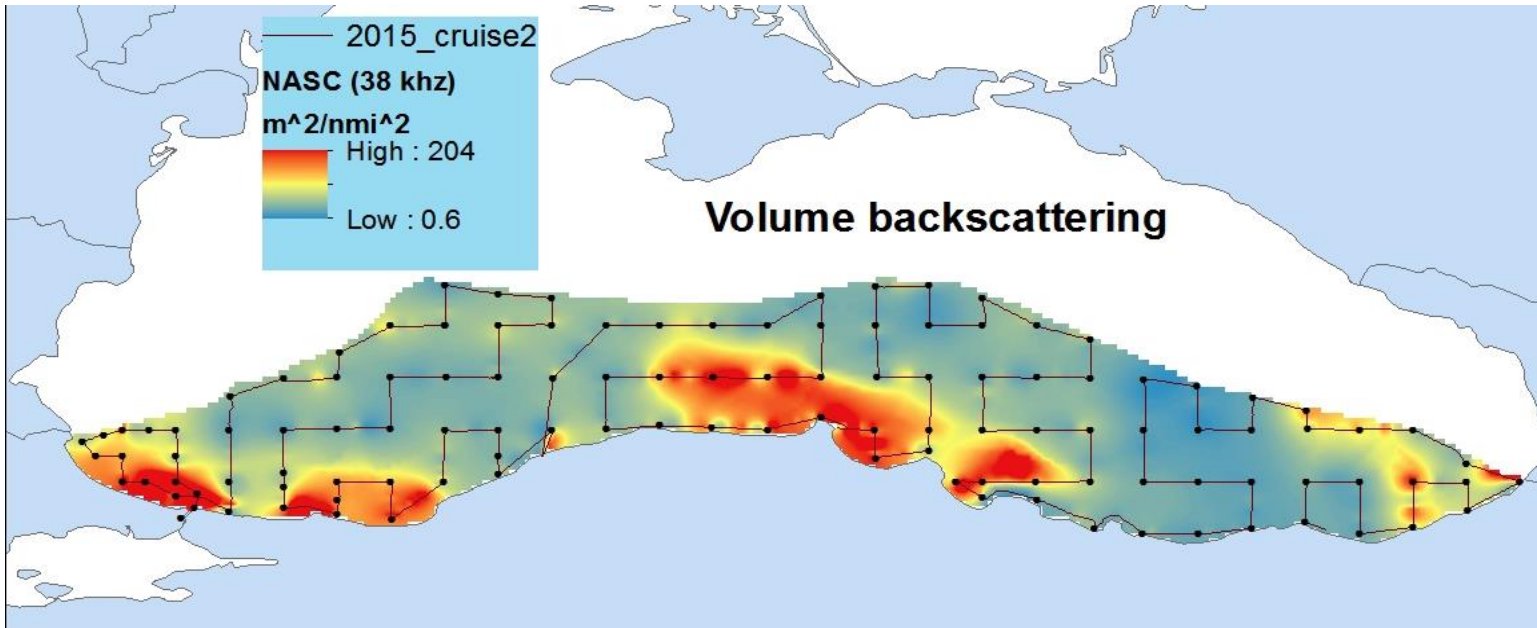 2015_cruise2
NASC (38 khz)
m^2/nmi^2
High : 204
Low : 0.6
Volume backscattering